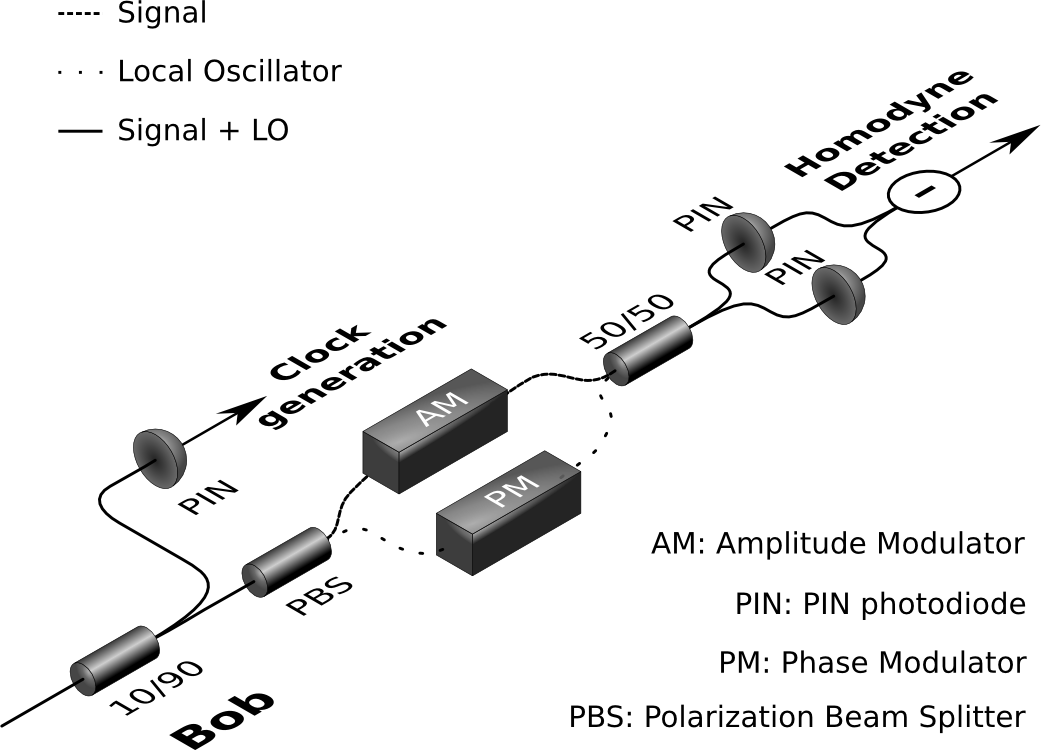 Signal
Local Oscillator
Signal + LO
Homodyne
Detection
PIN
PIN
50/50
Clock
generation
AM
PIN
PM
PBS
10/90
Bob
AM: Amplitude Modulator
PIN: PIN photodiode
PM: Phase Modulator
PBS: Polarization Beam Splitter